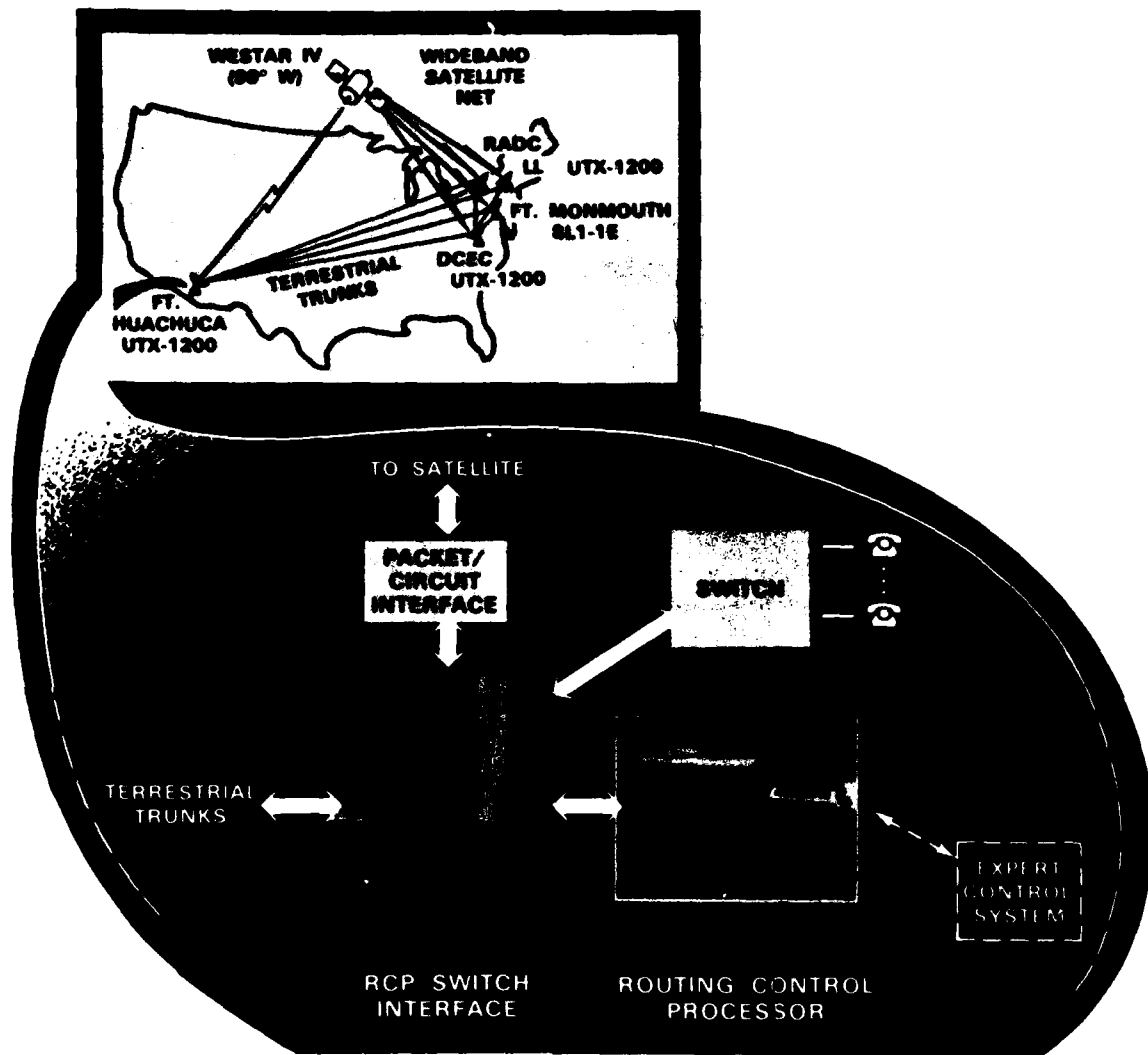 WESTAR IV
(99° W)
WIDEBAND
SATELLITE
NET
RADC
LL
UTX-1200
FT. MONMOUTH
SL1-1E
DCEC
UTX-1200
TERRESTRIAL
TRUNKS
FT.
HUACHUCA
UTX-1200
TO SATELLITE
PACKET/
CIRCUIT
INTERFACE
SWITCH
TERRESTRIAL
TRUNKS
EXPERT
CONTROL
SYSTEM
RCP SWITCH
INTERFACE
ROUTING CONTROL
PROCESSOR